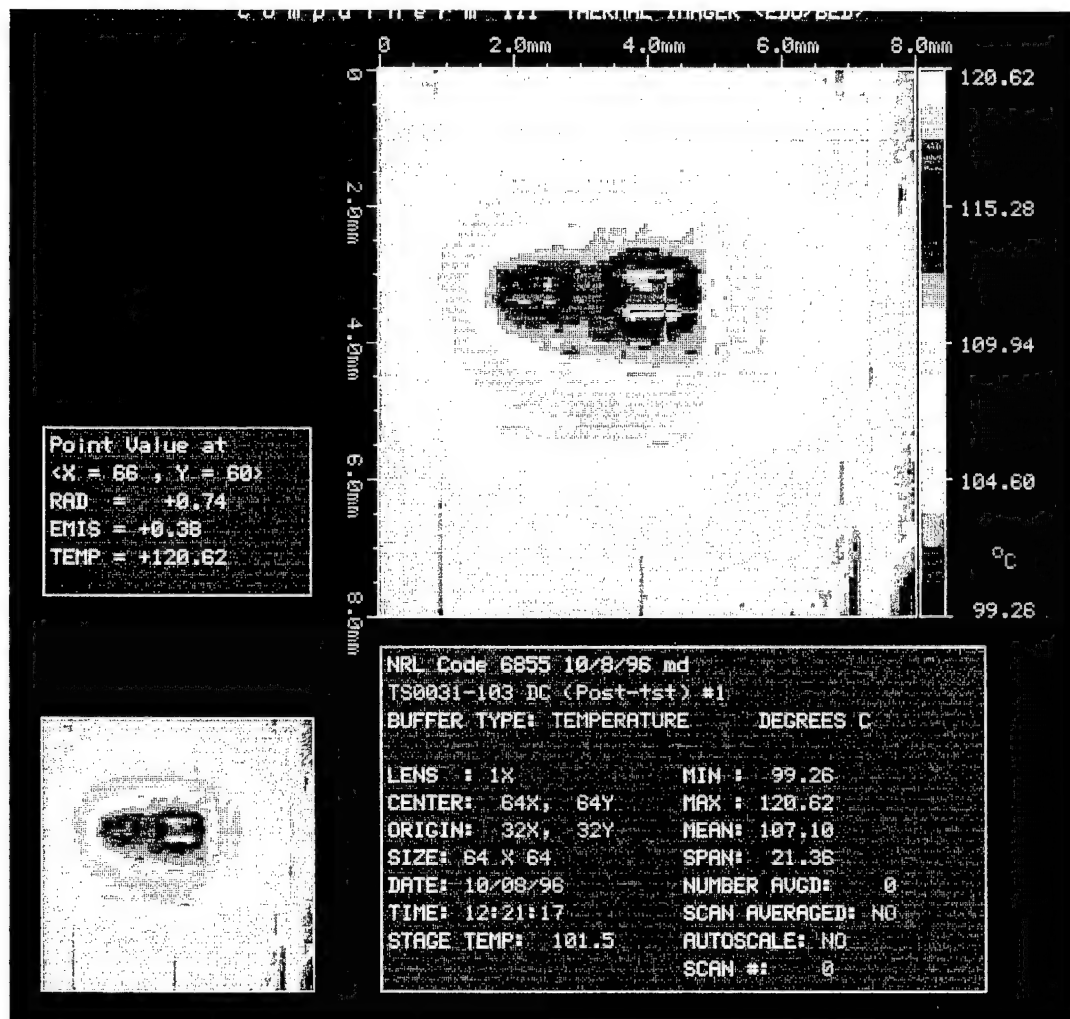 CompuTherm III THERMAL IMAGER <EDO/BED>
0 2.0mm 4.0mm 6.0mm 8.0mm
0
2.0mm
4.0mm
6.0mm
8.0mm
120.62
115.28
109.94
104.60
°C
99.26
Point Value at
<X = 66 , Y = 60>
RAD = +0.74
EMIS = +0.38
TEMP = +120.62
NRL Code 6855 10/8/96 md
TS0031-103 DC (Post-tst) #1
BUFFER TYPE: TEMPERATURE DEGREES C
LENS : 1X MIN : 99.26
CENTER: 64X, 64Y MAX : 120.62
ORIGIN: 32X, 32Y MEAN: 107.10
SIZE: 64 X 64 SPAN: 21.36
DATE: 10/08/96 NUMBER AVGD: 0
TIME: 12:21:17 SCAN AVERAGED: NO
STAGE TEMP: 101.5 AUTOSCALE: NO
SCAN #: 0